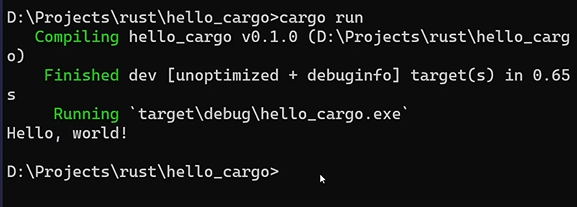 D:\Projects\rust\hello_cargo>cargo run
   Compiling hello_cargo v0.1.0 (D:\Projects\rust\hello_carg
o)
    Finished dev [unoptimized + debuginfo] target(s) in 0.65
s
     Running `target\debug\hello_cargo.exe`
Hello, world!
D:\Projects\rust\hello_cargo>